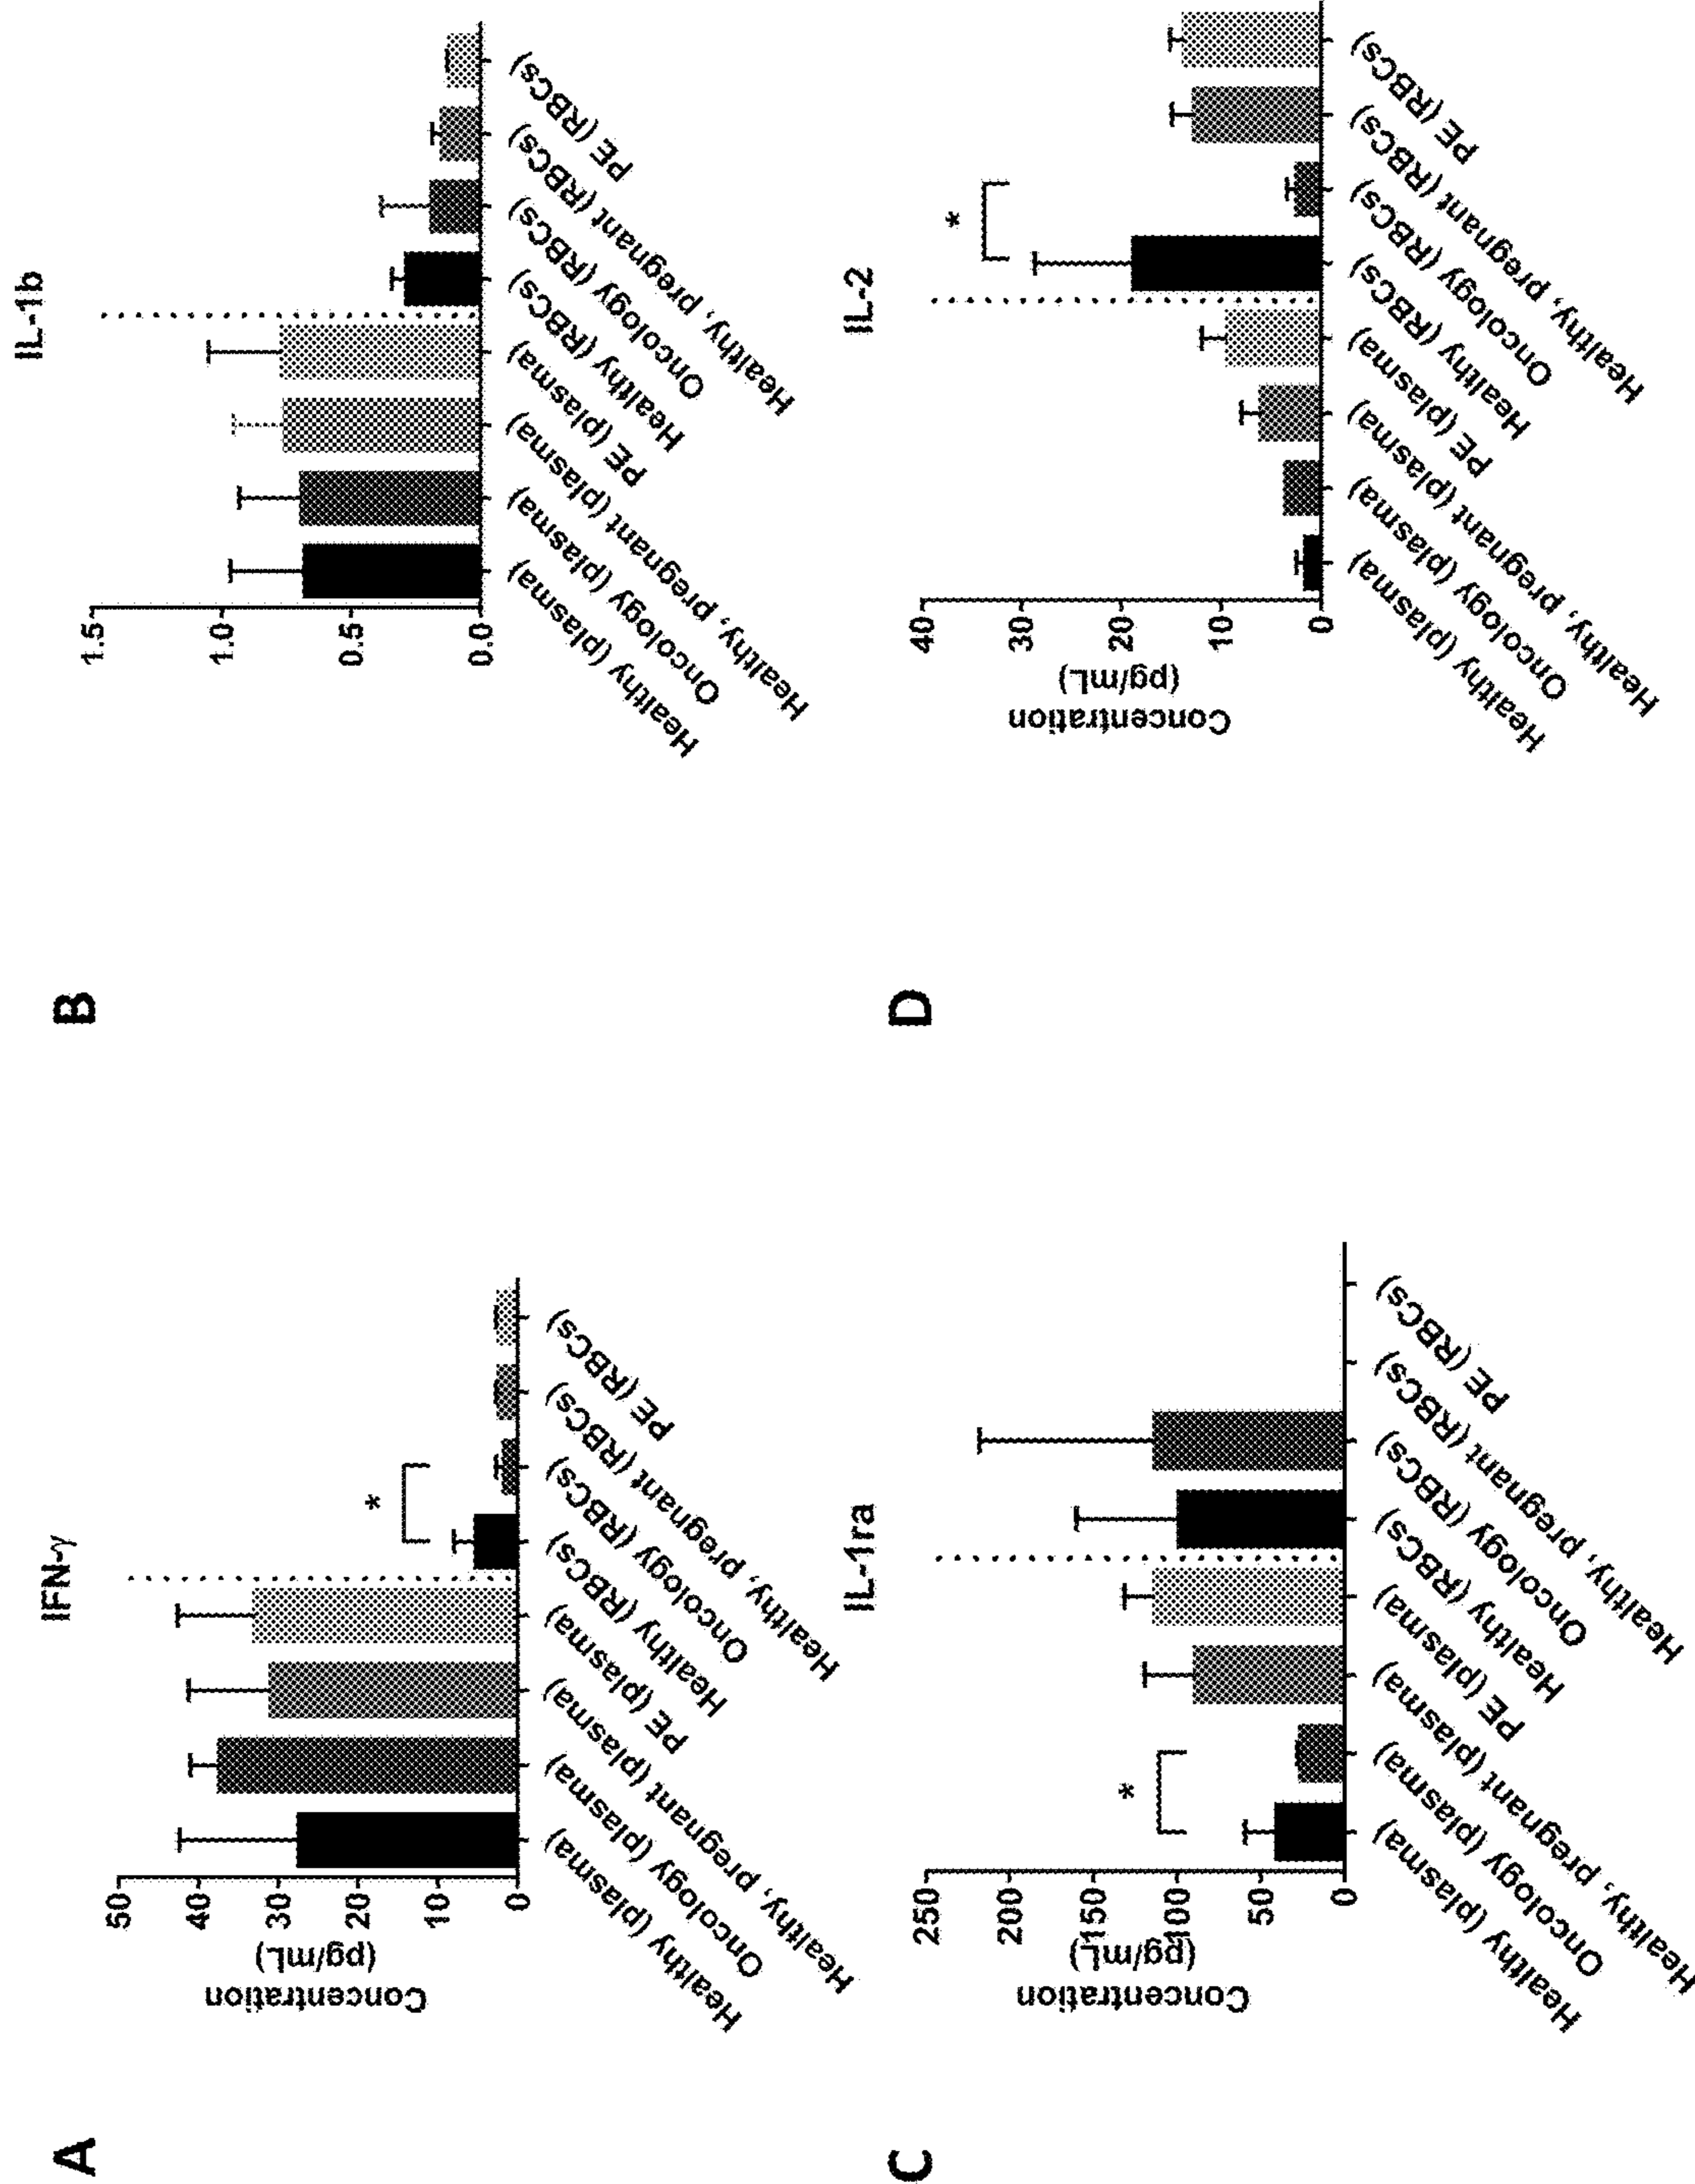 A
IFN-γ
Concentration
(pg/mL)
50
40
30
20
10
0
Healthy (plasma)
Oncology (plasma)
Healthy, pregnant (plasma)
PE (plasma)
Healthy (RBCs)
Oncology (RBCs)
Healthy, pregnant (RBCs)
PE (RBCs)
*
B
IL-1b
1.5
1.0
0.5
0.0
Healthy (plasma)
Oncology (plasma)
Healthy, pregnant (plasma)
PE (plasma)
Healthy (RBCs)
Oncology (RBCs)
Healthy, pregnant (RBCs)
PE (RBCs)
C
IL-1ra
Concentration
(pg/mL)
250
200
150
100
50
0
Healthy (plasma)
Oncology (plasma)
Healthy, pregnant (plasma)
PE (plasma)
Healthy (RBCs)
Oncology (RBCs)
Healthy, pregnant (RBCs)
PE (RBCs)
*
D
IL-2
Concentration
(pg/mL)
40
30
20
10
0
Healthy (plasma)
Oncology (plasma)
Healthy, pregnant (plasma)
PE (plasma)
Healthy (RBCs)
Oncology (RBCs)
Healthy, pregnant (RBCs)
PE (RBCs)
*